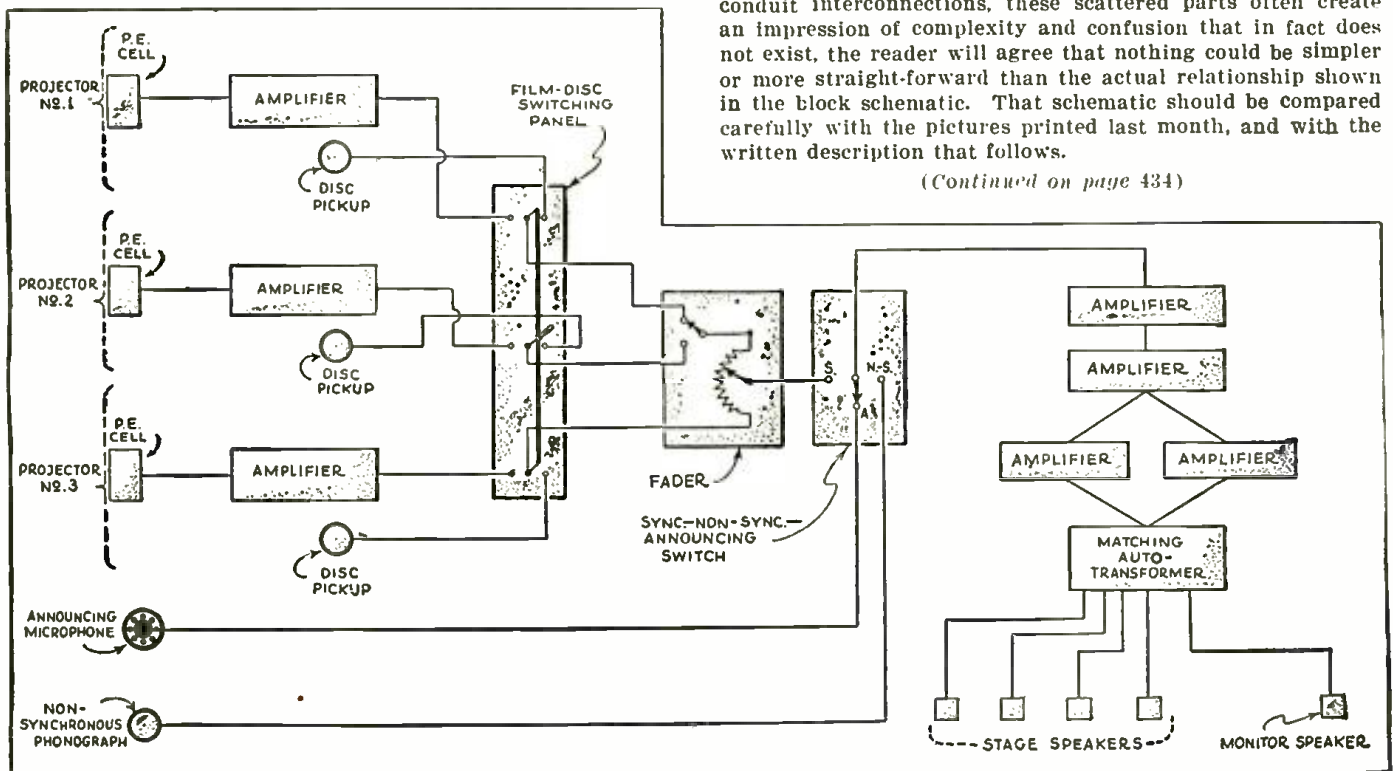 conduit interconnections, these scattered parts often create
an impression of complexity and confusion that in fact does
not exist, the reader will agree that nothing could be simpler
or more straight-forward than the actual relationship shown
in the block schematic. That schematic should be compared
carefully with the pictures printed last month, and with the
written description that follows.
(Continued on page 434)
P.E.
CELL
PROJECTOR
Nº.1
AMPLIFIER
DISC
PICKUP
FILM-DISC
SWITCHING
PANEL
P.E.
CELL
PROJECTOR
Nº.2
AMPLIFIER
DISC
PICKUP
P.E.
CELL
PROJECTOR
Nº.3
AMPLIFIER
DISC
PICKUP
FADER
S.
N.-S.
A.
SYNC-NON-SYNC.-
ANNOUNCING
SWITCH
AMPLIFIER
AMPLIFIER
AMPLIFIER
AMPLIFIER
MATCHING
AUTO-
TRANSFORMER
ANNOUNCING
MICROPHONE
NON-
SYNCHRONOUS
PHONOGRAPH
STAGE SPEAKERS
MONITOR SPEAKER